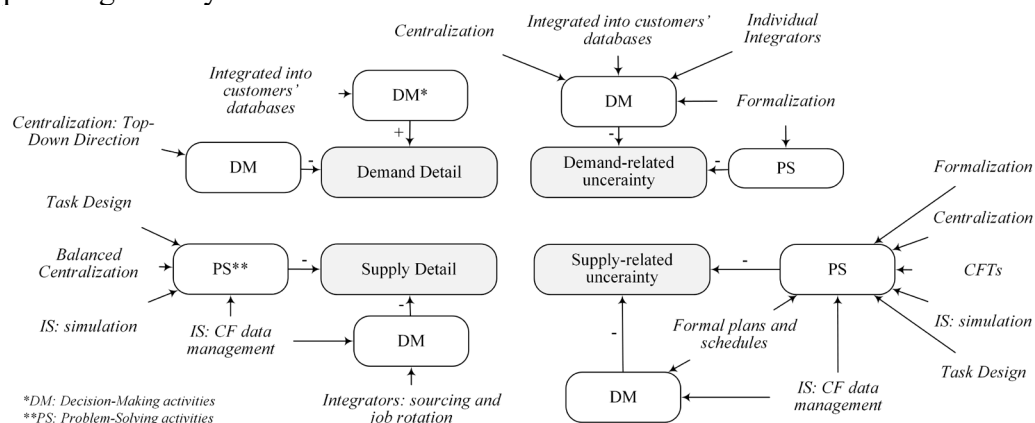 Centralization
Integrated into customers'
databases
Individual
Integrators
Integrated into
customers'
databases
DM*
DM
Formalization
+
-
Centralization: Top-
Down Direction
DM
-
Demand Detail
Demand-related
uncerainty
-
PS
Formalization
Task Design
Centralization
Balanced
Centralization
PS**
-
Supply Detail
Supply-related
uncerainty
-
PS
CFTs
-
IS: simulation
IS: CF data
management
DM
-
Formal plans and
schedules
IS: simulation
Task Design
DM
IS: CF data
management
Integrators: sourcing and
job rotation
*DM: Decision-Making activities
**PS: Problem-Solving activities